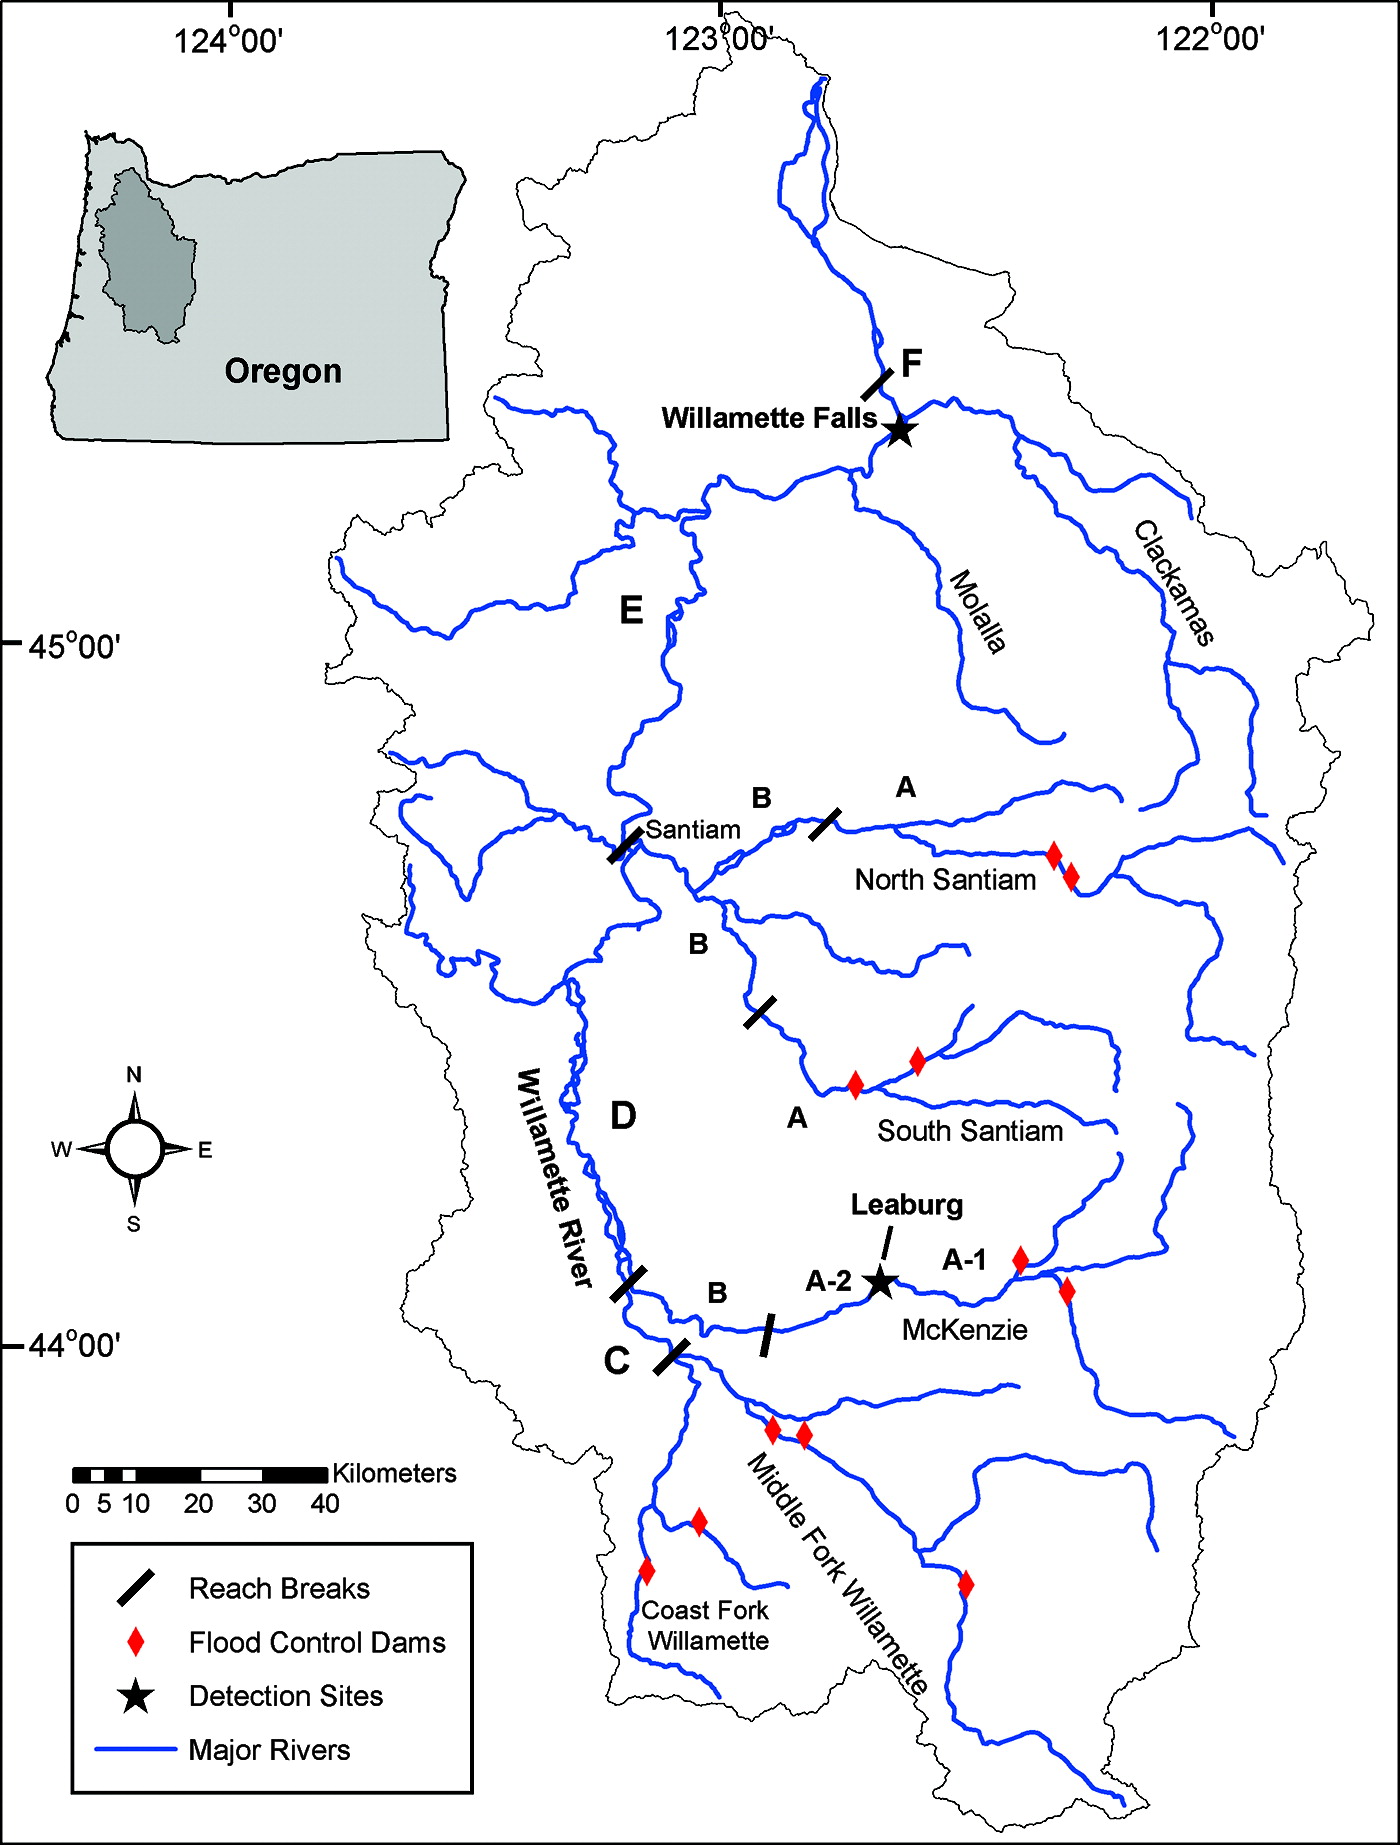 124°00'
123°00'
122°00'
Oregon
F
Willamette Falls
Clackamas
Molalla
E
45°00'
B
A
Santiam
North Santiam
B
Willamette River
D
A
South Santiam
N
W
E
S
Leaburg
A-1
A-2
B
McKenzie
44°00'
C
Middle Fork Willamette
Kilometers
0 5 10 20 30 40
Coast Fork
Willamette
Reach Breaks
Flood Control Dams
Detection Sites
Major Rivers